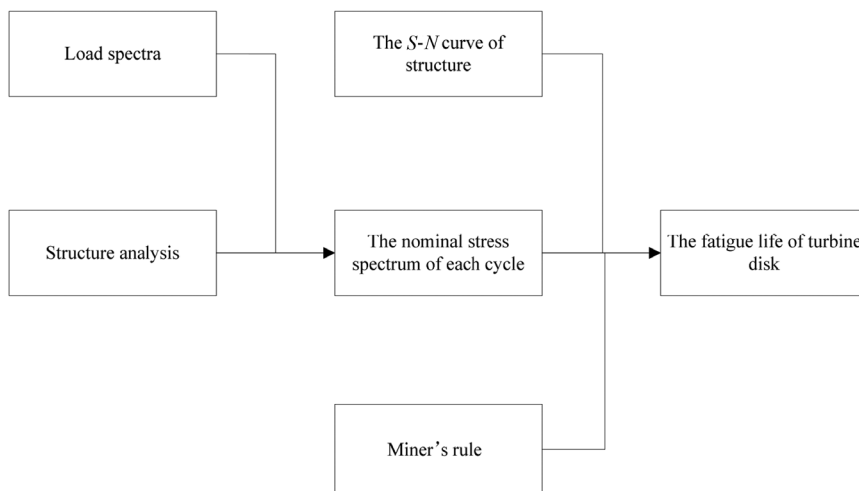 Load spectra
The S-N curve of
structure
Structure analysis
The nominal stress
spectrum of each cycle
The fatigue life of turbine
disk
Miner’s rule